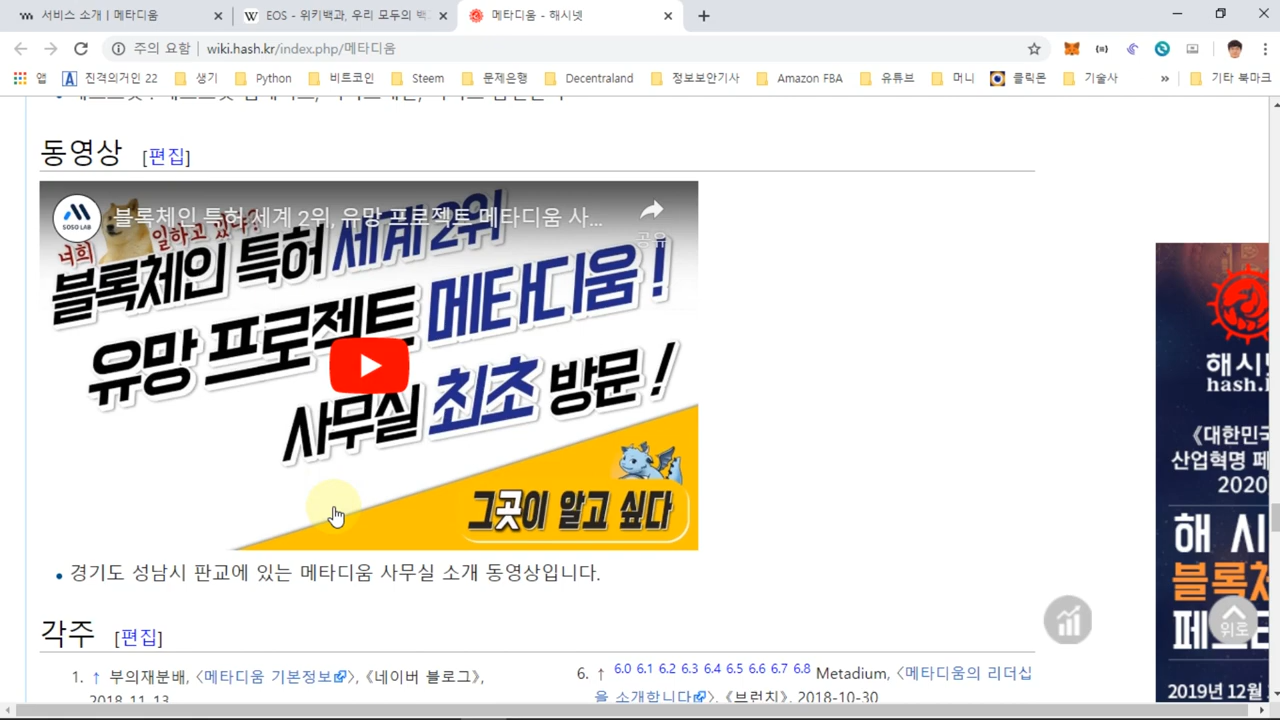 서비스 소개 | 메타디움
EOS - 위키백과, 우리 모두의 백
메타디움 - 해시넷
주의 요함
wiki.hash.kr/index.php/메타디움
앱
진격의거인 22
생기
Python
비트코인
Steem
문제은행
Decentraland
정보보안기사
Amazon FBA
유튜브
머니
클릭몬
기술사
»
기타 북마크
동영상 [편집]
SOSO LAB
블록체인 특허 세계 2위, 유망 프로젝트 메타디움 사...
공유
너희 일하고 있냐?
블록체인 특허 세계 2위
유망 프로젝트 메타디움!
사무실 최초 방문!
그곳이 알고 싶다
• 경기도 성남시 판교에 있는 메타디움 사무실 소개 동영상입니다.
각주 [편집]
1. ↑ 부의재분배, 〈메타디움 기본정보〉, 《네이버 블로그》,
2018-11-13
6. ↑ 6.0 6.1 6.2 6.3 6.4 6.5 6.6 6.7 6.8 Metadium, 〈메타디움의 리더십
을 소개합니다〉, 《브런치》, 2018-10-30
해시
hash.
《대한민국
산업혁명 페
2020
해 시
블록
페
위로
2019년 12월